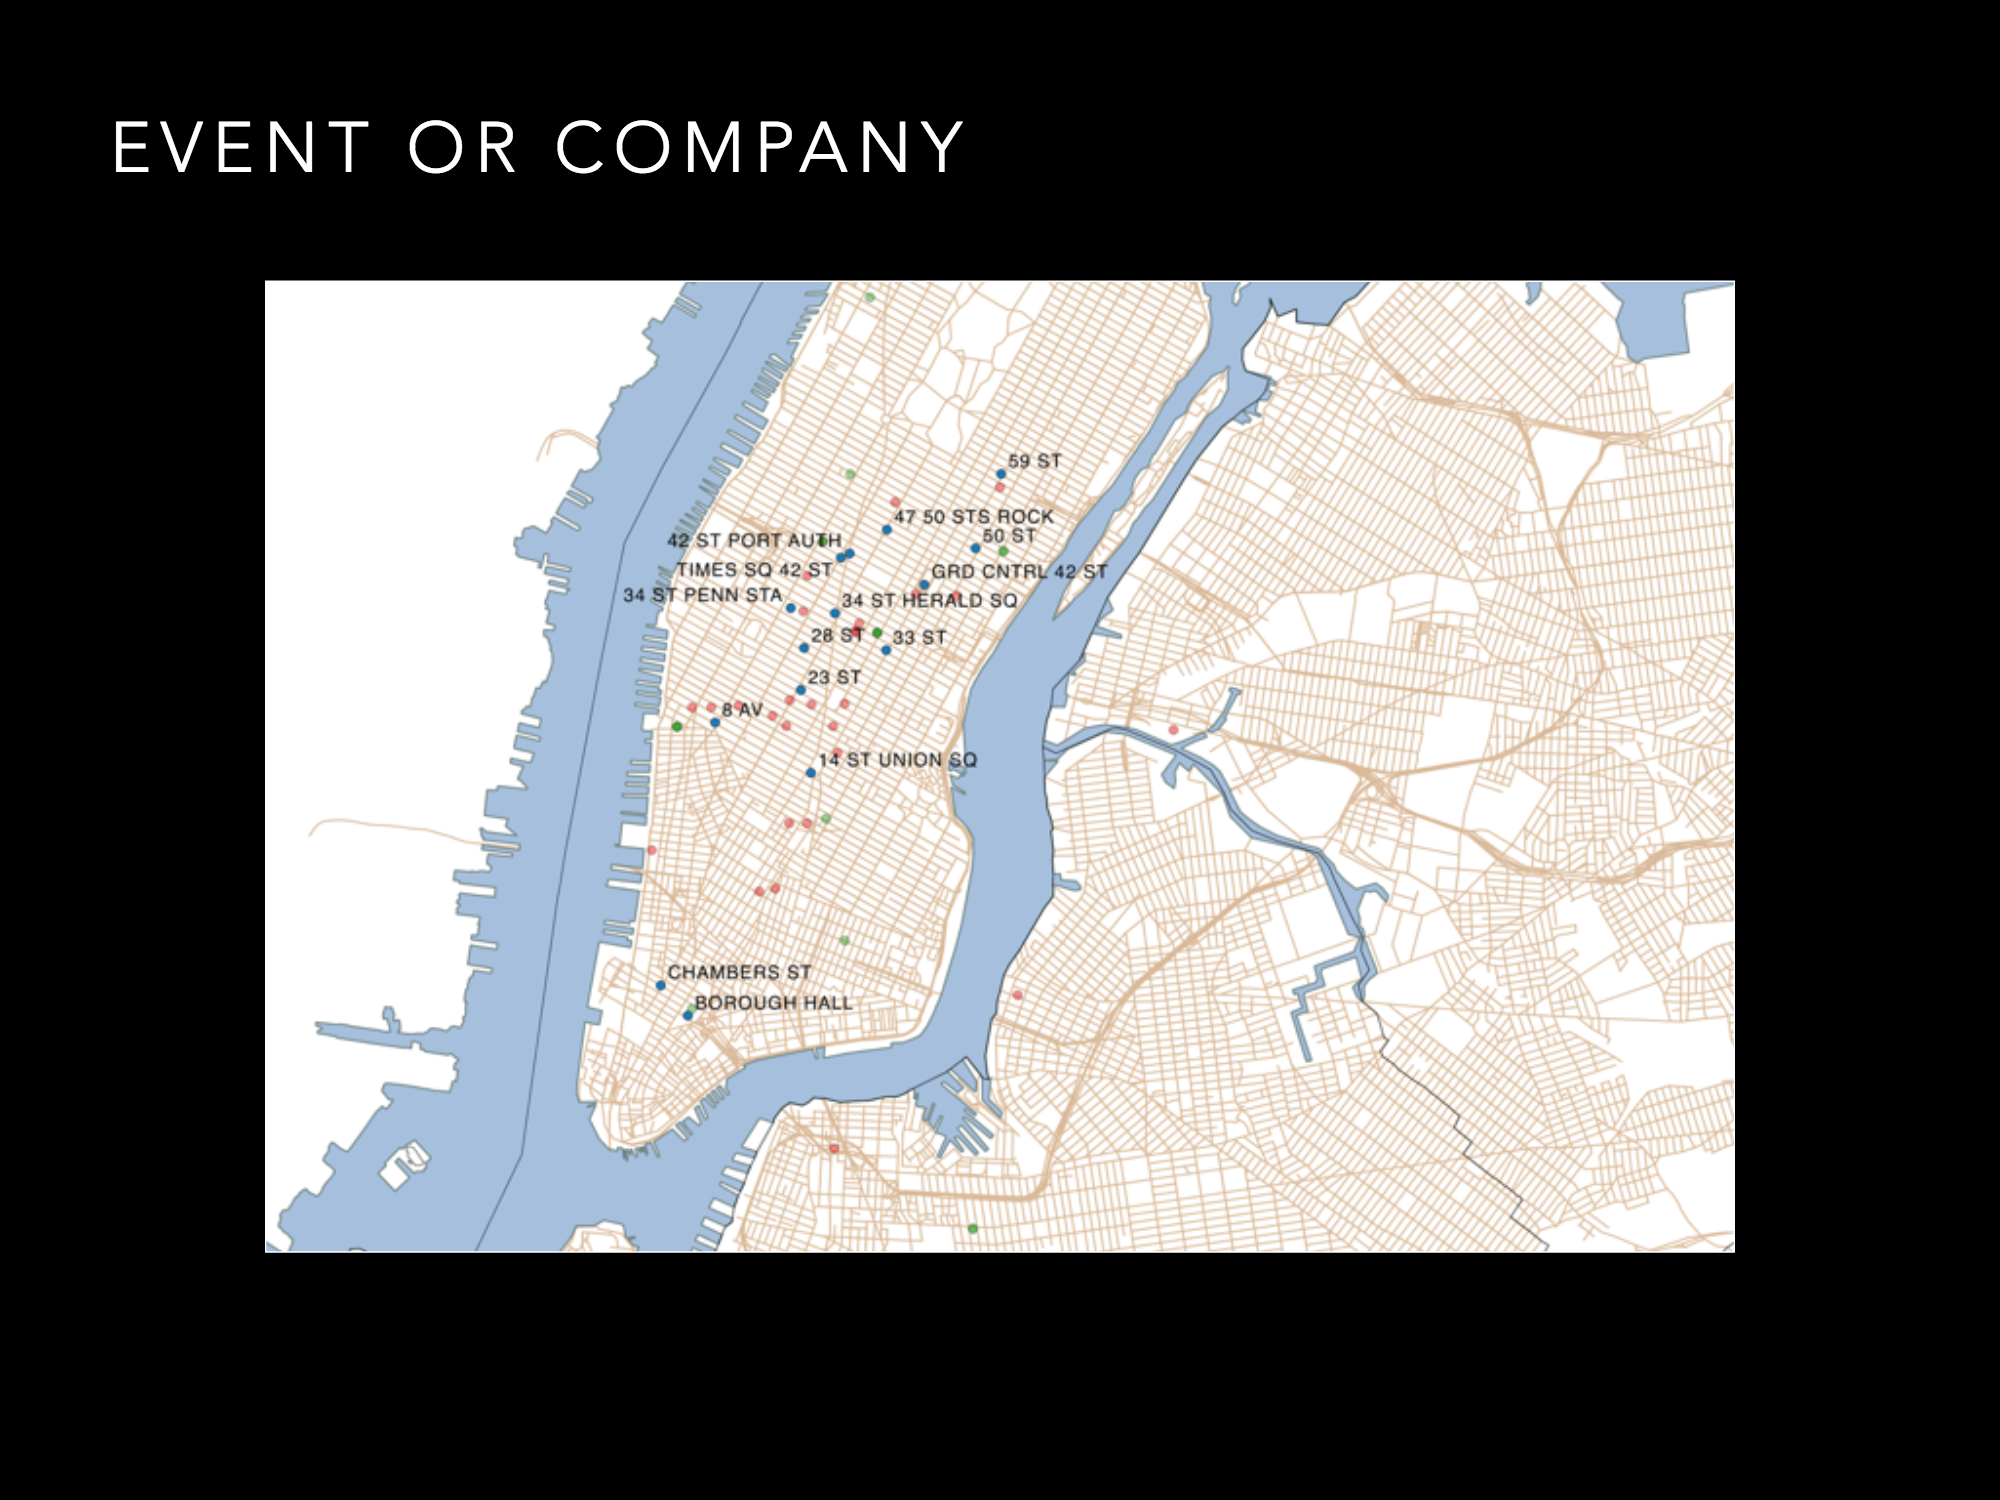 EVENT OR COMPANY
59 ST
47 50 STS ROCK
50 ST
42 ST PORT AUTH
TIMES SQ 42 ST
GRD CNTRL 42 ST
34 ST PENN STA
34 ST HERALD SQ
28 ST
33 ST
23 ST
8 AV
14 ST UNION SQ
CHAMBERS ST
BOROUGH HALL